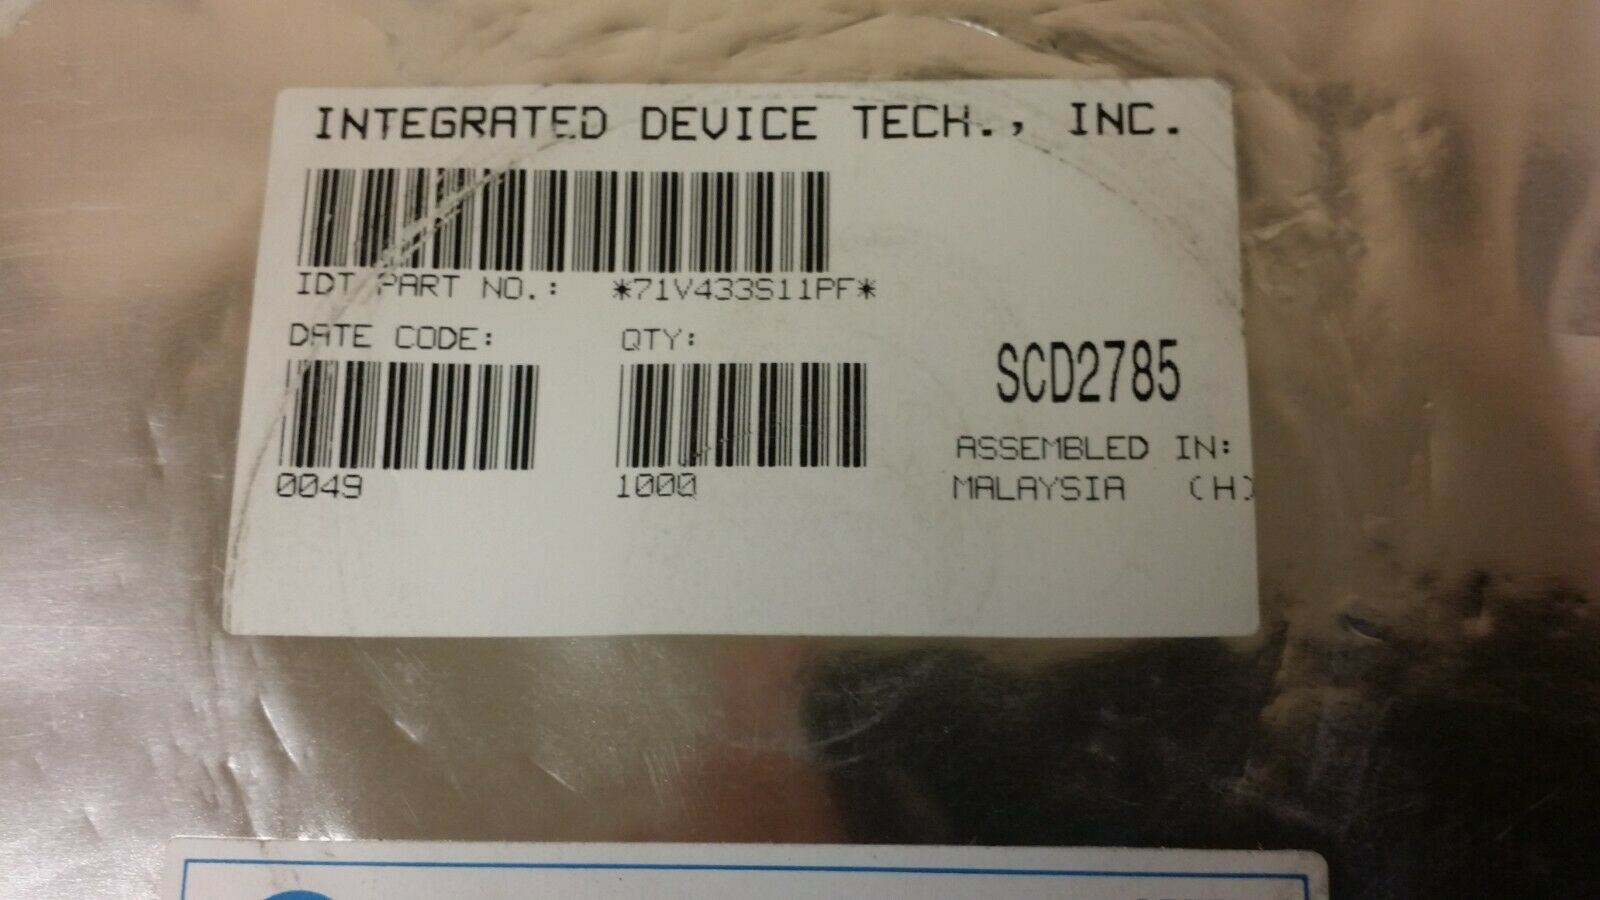 INTEGRATED DEVICE TECH., INC.
IDT PART NO.: *71V433S11PF*
DATE CODE: QTY:
SCD2785
0049 1000
ASSEMBLED IN:
MALAYSIA (H)